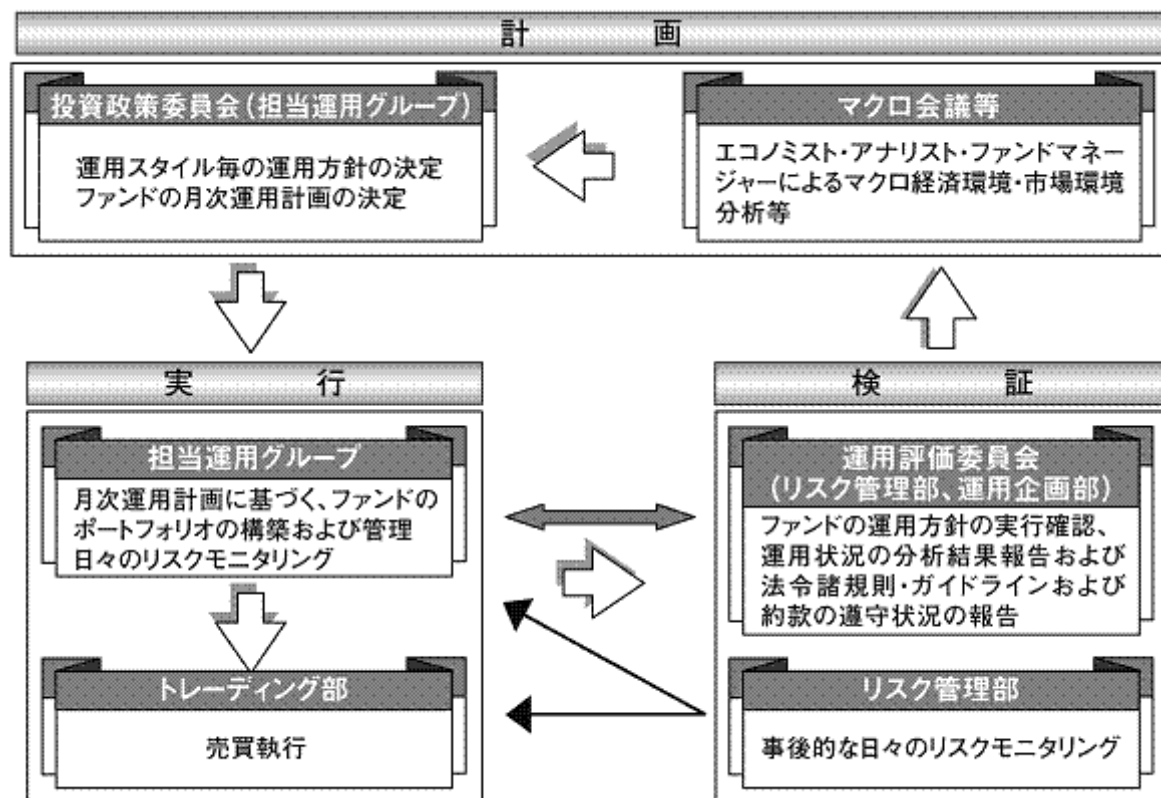 計画
投資政策委員会(担当運用グループ)
運用スタイル毎の運用方針の決定
ファンドの月次運用計画の決定
マクロ会議等
エコノミスト・アナリスト・ファンドマネー
ジャーによるマクロ経済環境・市場環境
分析等
実行
担当運用グループ
月次運用計画に基づく、ファンドの
ポートフォリオの構築および管理
日々のリスクモニタリング
トレーディング部
売買執行
検証
運用評価委員会
(リスク管理部、運用企画部)
ファンドの運用方針の実行確認、
運用状況の分析結果報告および
法令諸規則・ガイドラインおよび
約款の遵守状況の報告
リスク管理部
事後的な日々のリスクモニタリング